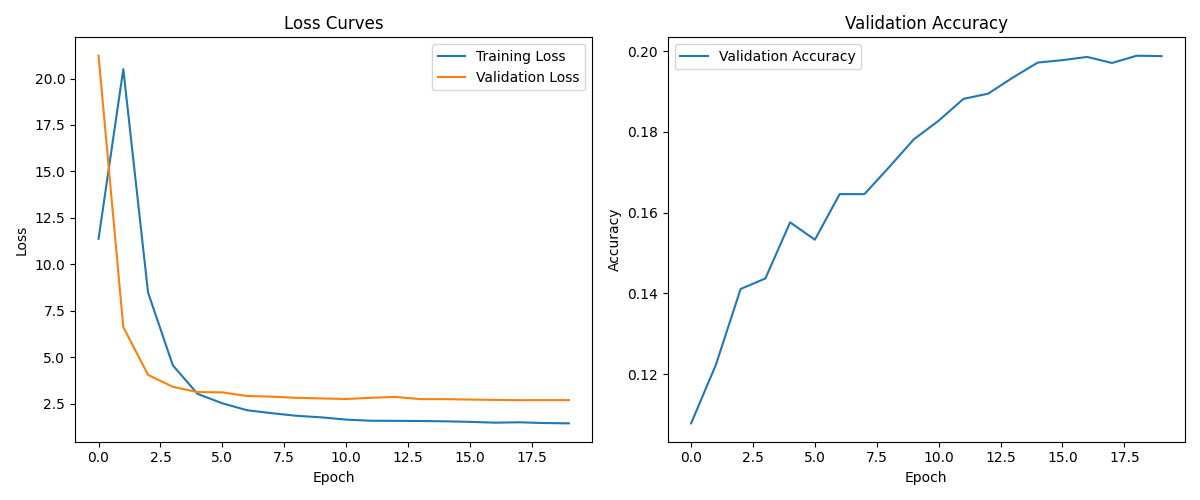 Loss Curves
Training Loss
Validation Loss
20.0
17.5
15.0
12.5
10.0
7.5
5.0
2.5
Loss
0.0 2.5 5.0 7.5 10.0 12.5 15.0 17.5
Epoch
Validation Accuracy
Validation Accuracy
0.20
0.18
0.16
0.14
0.12
Accuracy
0.0 2.5 5.0 7.5 10.0 12.5 15.0 17.5
Epoch